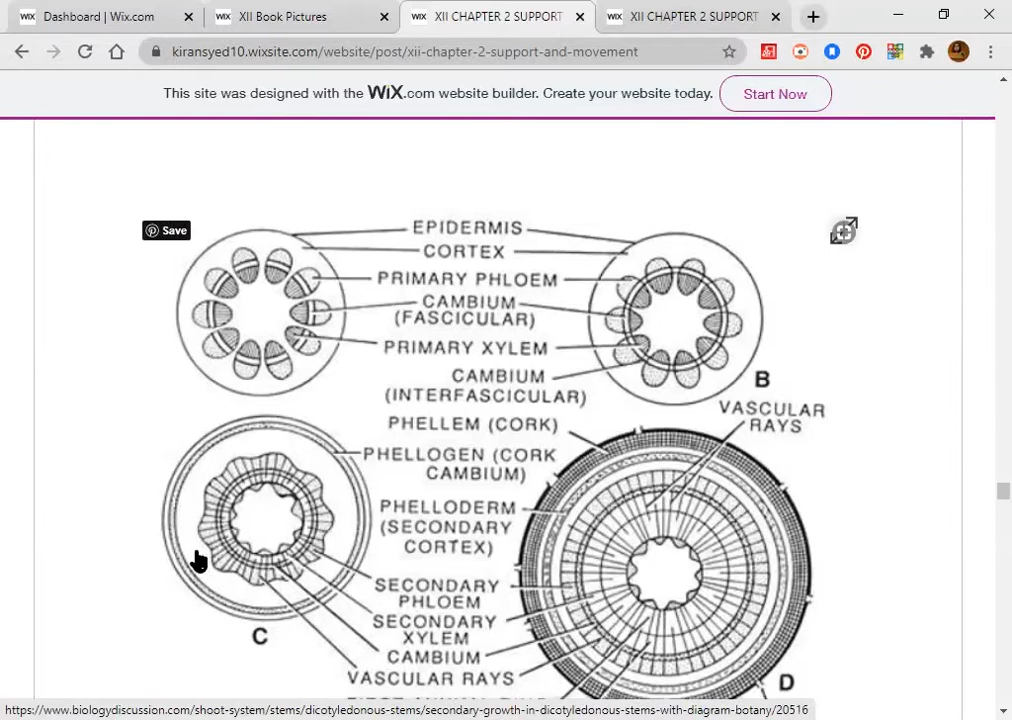 WiX Dashboard | Wix.com
WiX XII Book Pictures
WiX XII CHAPTER 2 SUPPORT
WiX XII CHAPTER 2 SUPPORT
kiransyed10.wixsite.com/website/post/xii-chapter-2-support-and-movement
This site was designed with the WiX.com website builder. Create your website today.
Start Now
Save
EPIDERMIS
CORTEX
PRIMARY PHLOEM
CAMBIUM
(FASCICULAR)
PRIMARY XYLEM
CAMBIUM
(INTERFASCICULAR)
B
VASCULAR
RAYS
PHELLEM (CORK)
PHELLOGEN (CORK
CAMBIUM)
PHELLODERM
(SECONDARY
CORTEX)
SECONDARY
PHLOEM
SECONDARY
XYLEM
CAMBIUM
VASCULAR RAYS
C
D
https://www.biologydiscussion.com/shoot-system/stems/dicotyledonous-stems/secondary-growth-in-dicotyledonous-stems-with-diagram-botany/20516